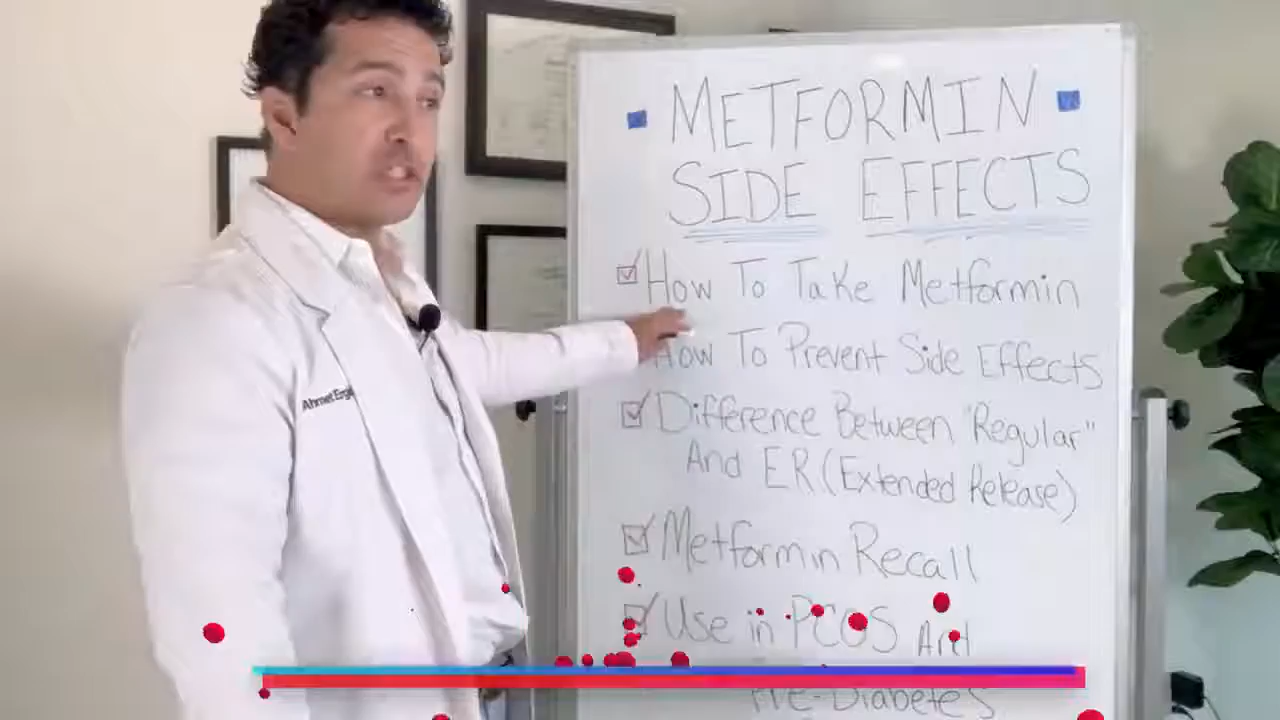 METFORMIN
SIDE EFFECTS
How To Take Metformin
How To Prevent Side Effects
Difference Between "Regular"
And ER (Extended Release)
Metformin Recall
Use in PCOS And
Pre-Diabetes
Ahmet